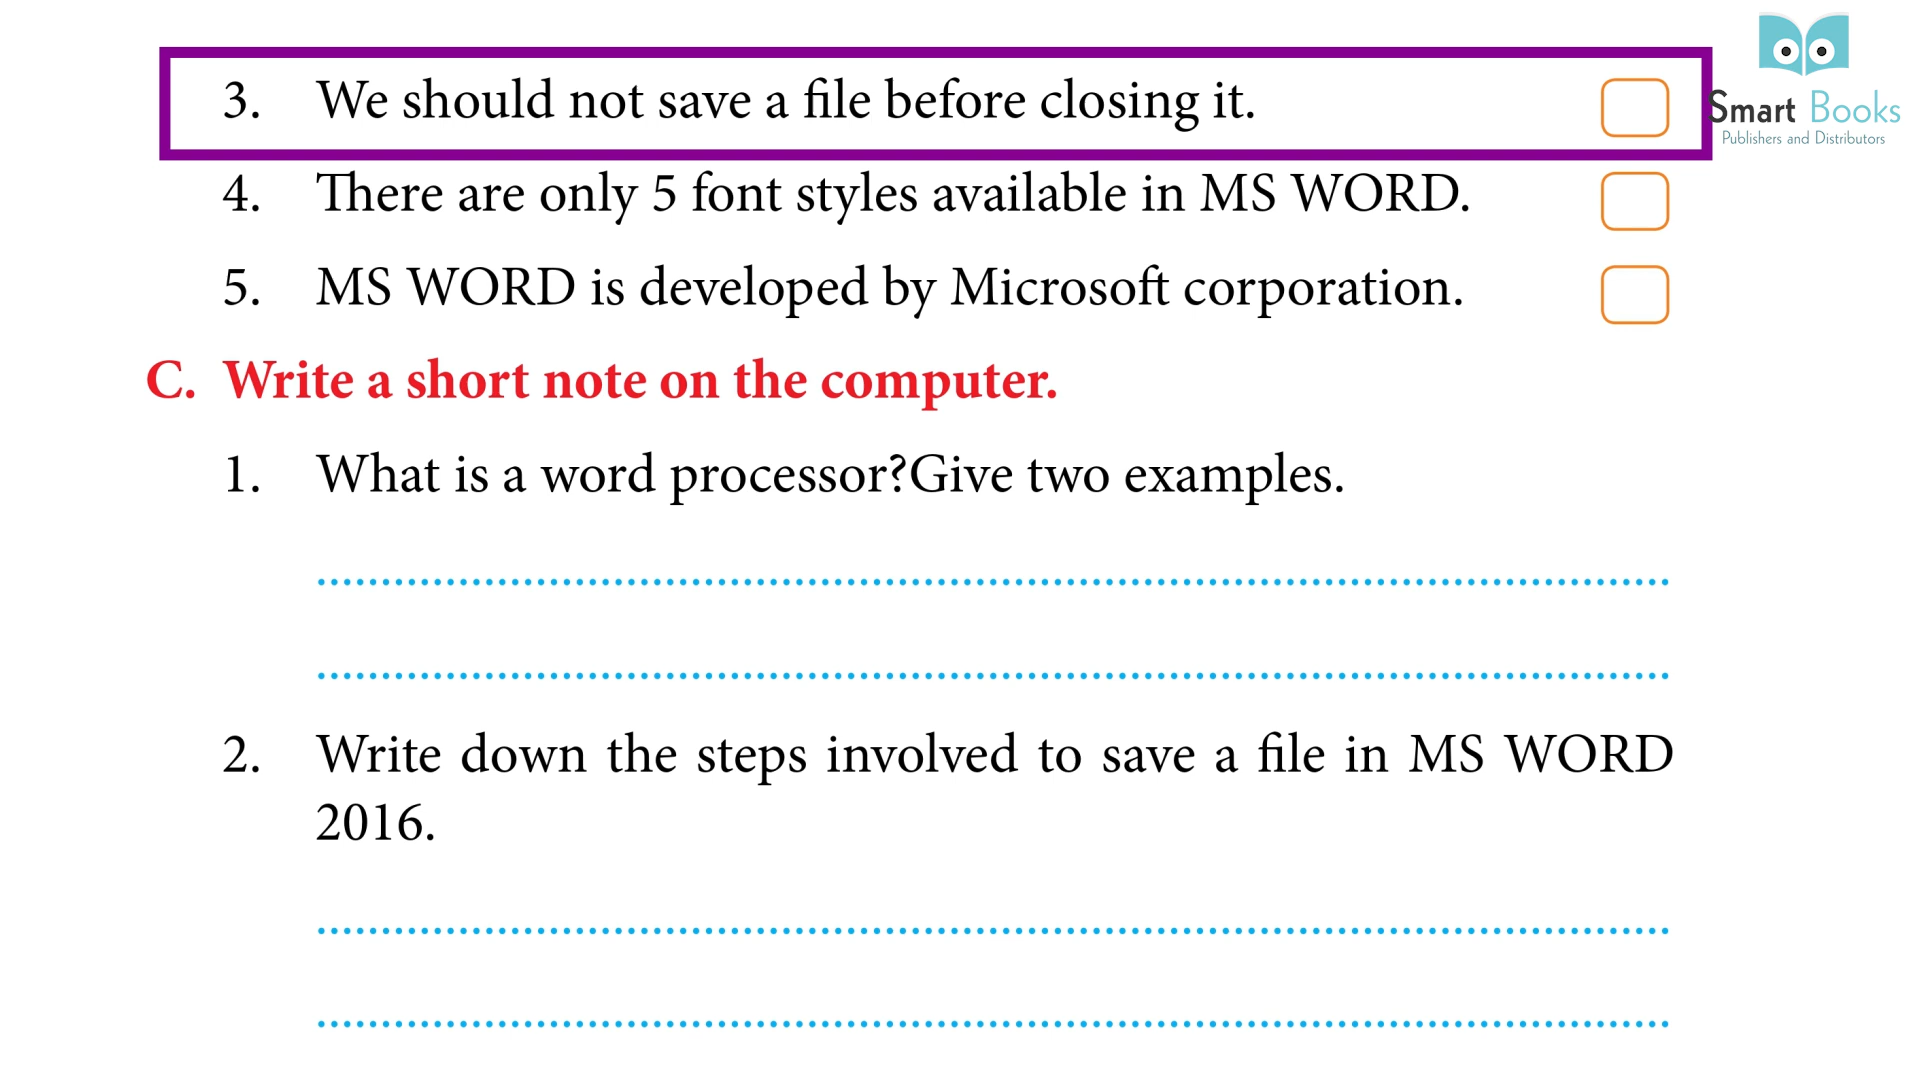 3. We should not save a file before closing it.
Smart Books
Publishers and Distributors
4. There are only 5 font styles available in MS WORD.
5. MS WORD is developed by Microsoft corporation.
C. Write a short note on the computer.
1. What is a word processor?Give two examples.
2. Write down the steps involved to save a file in MS WORD
2016.